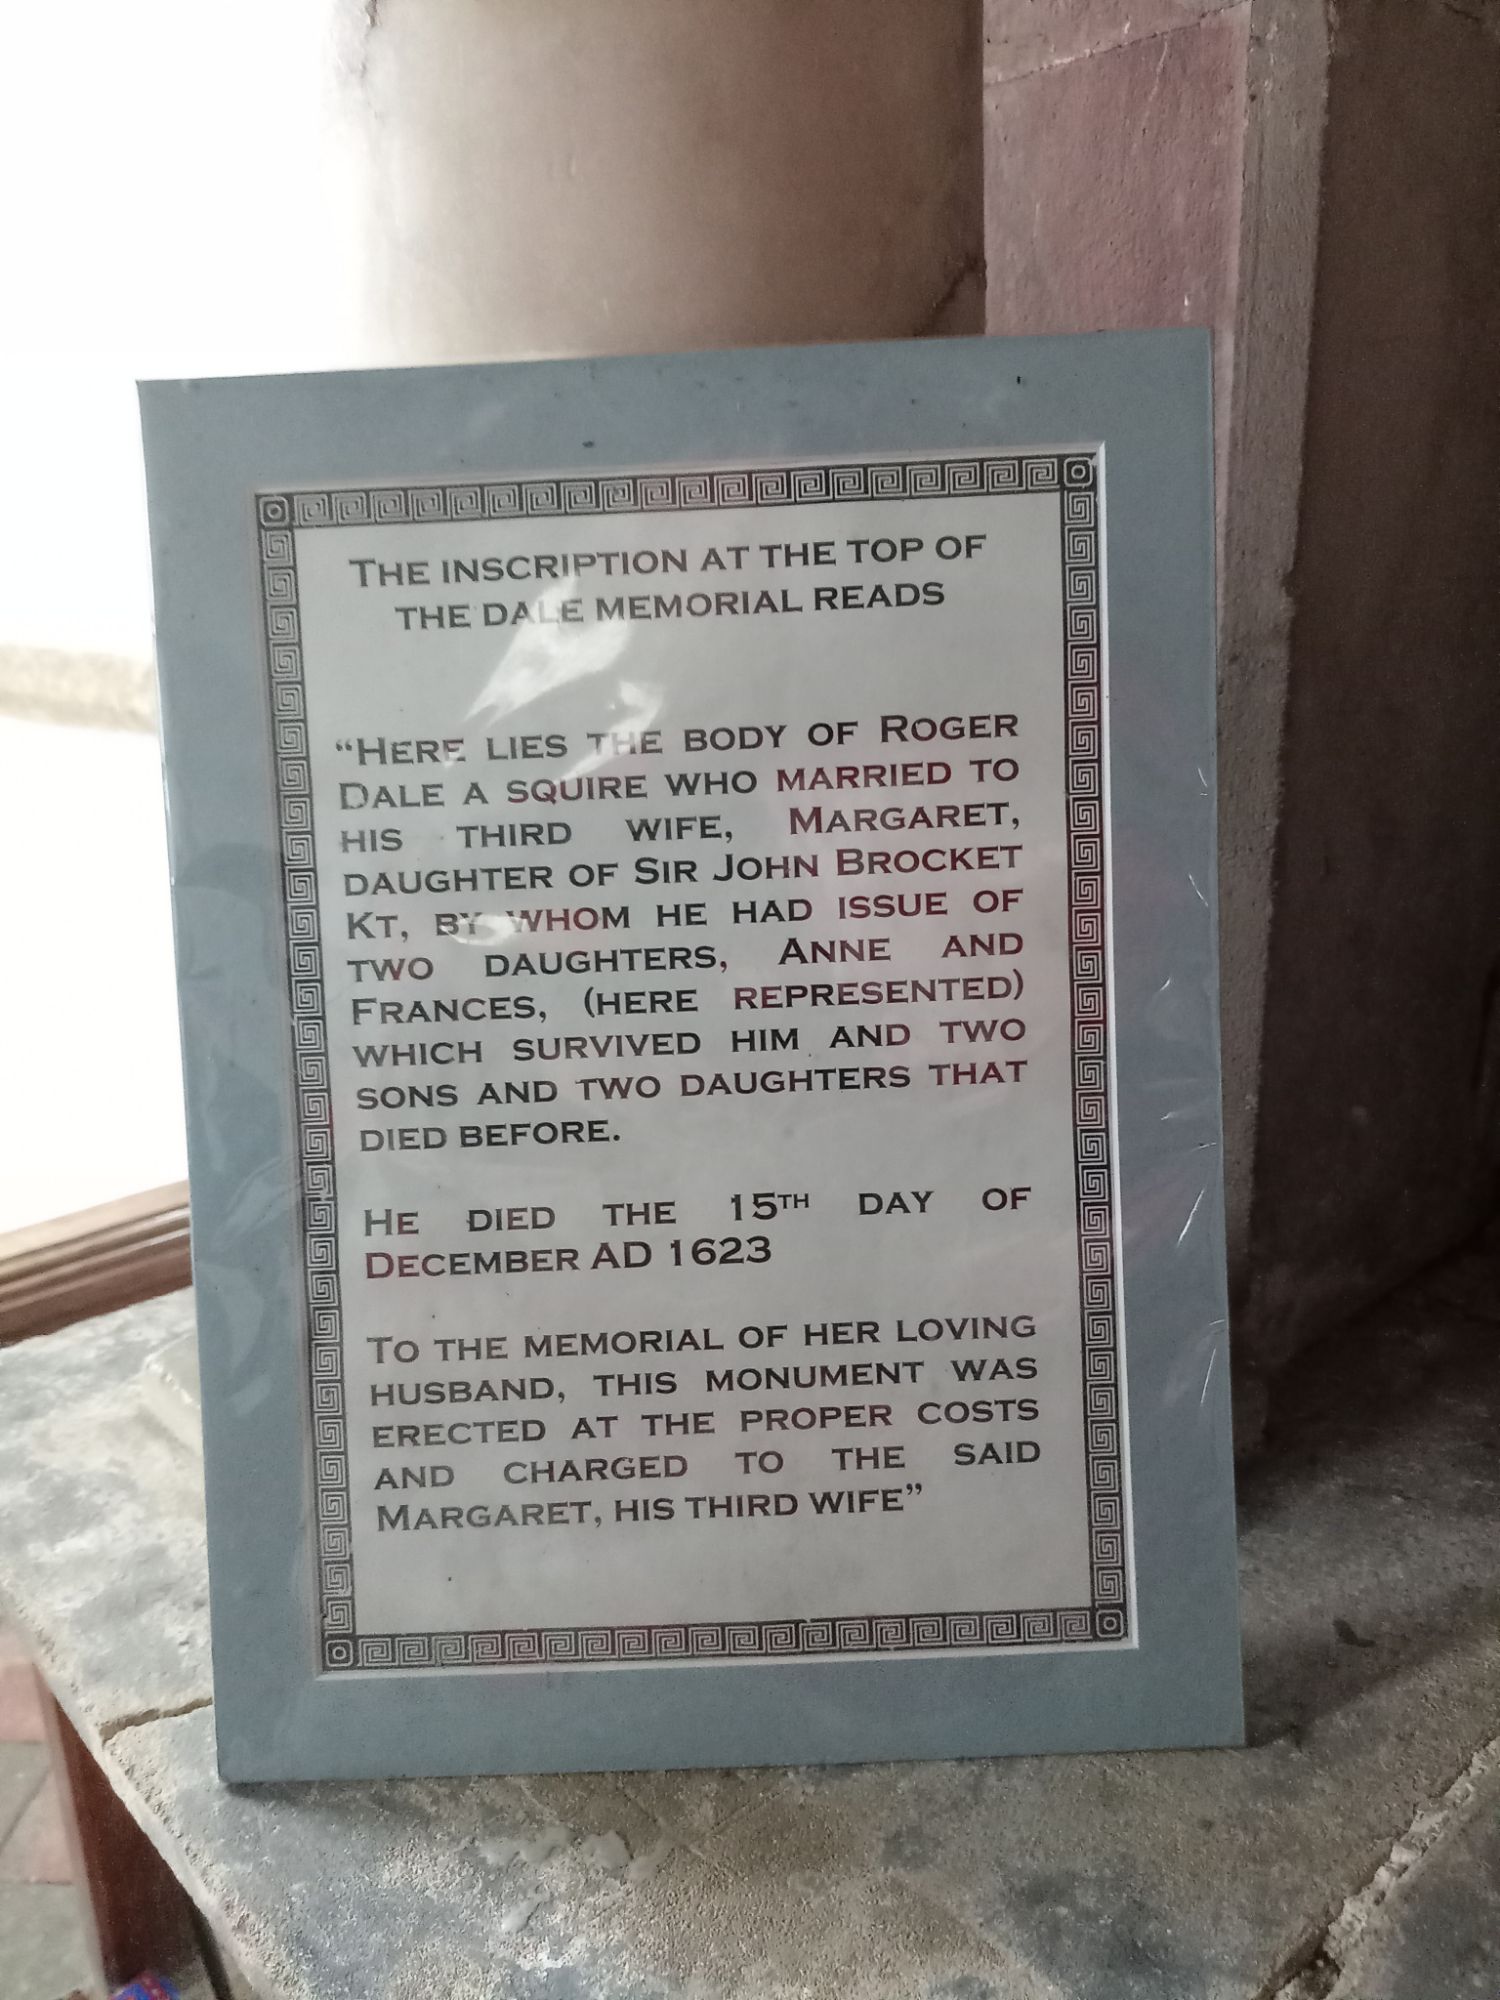 THE INSCRIPTION AT THE TOP OF
THE DALE MEMORIAL READS
“HERE LIES THE BODY OF ROGER
DALE A SQUIRE WHO MARRIED TO
HIS THIRD WIFE, MARGARET,
DAUGHTER OF SIR JOHN BROCKET
KT, BY WHOM HE HAD ISSUE OF
TWO DAUGHTERS, ANNE AND
FRANCES, (HERE REPRESENTED)
WHICH SURVIVED HIM AND TWO
SONS AND TWO DAUGHTERS THAT
DIED BEFORE.
HE DIED THE 15TH DAY OF
DECEMBER AD 1623
TO THE MEMORIAL OF HER LOVING
HUSBAND, THIS MONUMENT WAS
ERECTED AT THE PROPER COSTS
AND CHARGED TO THE SAID
MARGARET, HIS THIRD WIFE”